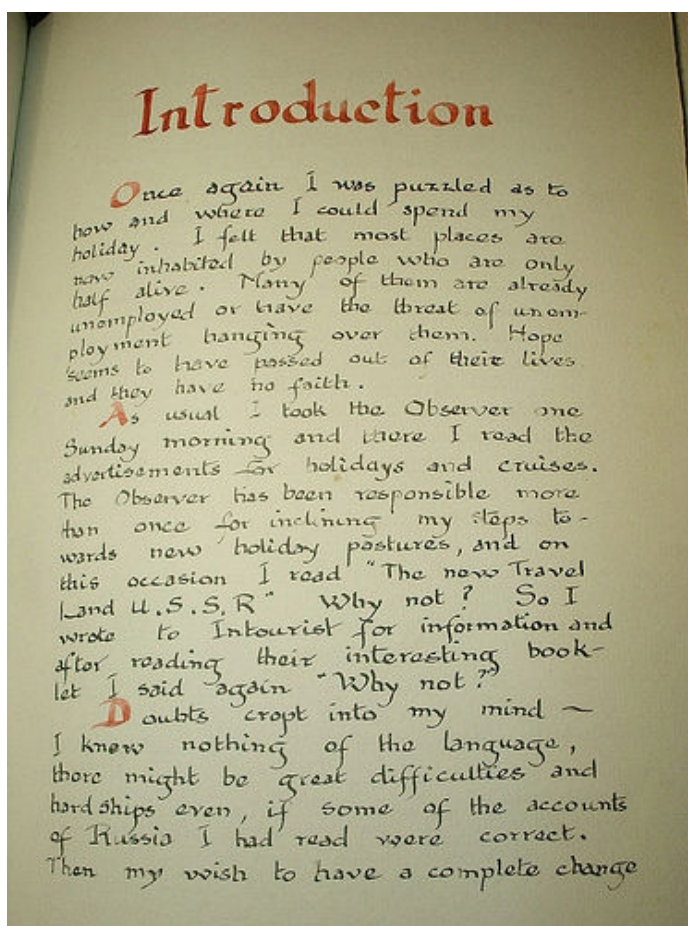 Introduction
Once again I was puzzled as to
how and where I could spend my
holiday. I felt that most places are
now inhabited by people who are only
half alive. Many of them are already
unemployed or have the threat of unem-
ployment hanging over them. Hope
seems to have passed out of their lives
and they have no faith.
As usual I took the Observer one
Sunday morning and there I read the
advertisements for holidays and cruises.
The Observer has been responsible more
than once for inclining my steps to-
wards new holiday pastures, and on
this occasion I read "The new Travel
Land U.S.S.R" Why not? So I
wrote to Intourist for information and
after reading their interesting book-
let I said again "Why not?"
Doubts cropt into my mind ~
I knew nothing of the language,
there might be great difficulties and
hardships even, if some of the accounts
of Russia I had read were correct.
Then my wish to have a complete change